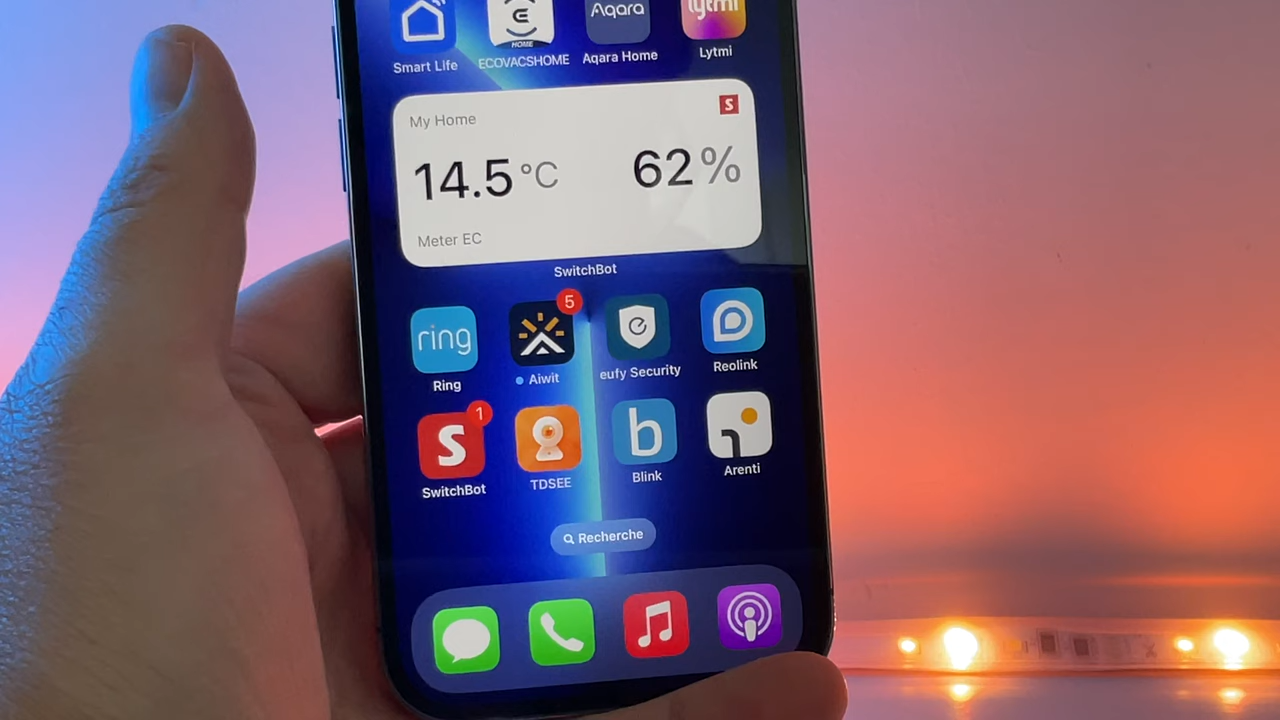 Aqara
lytmi
HOME
Smart Life
ECOVACSHOME
Aqara Home
Lytmi
My Home
S
14.5 °C
62 %
Meter EC
SwitchBot
ring
5
Ring
Aiwit
eufy Security
Reolink
S
1
b
SwitchBot
TDSEE
Blink
Arenti
Recherche